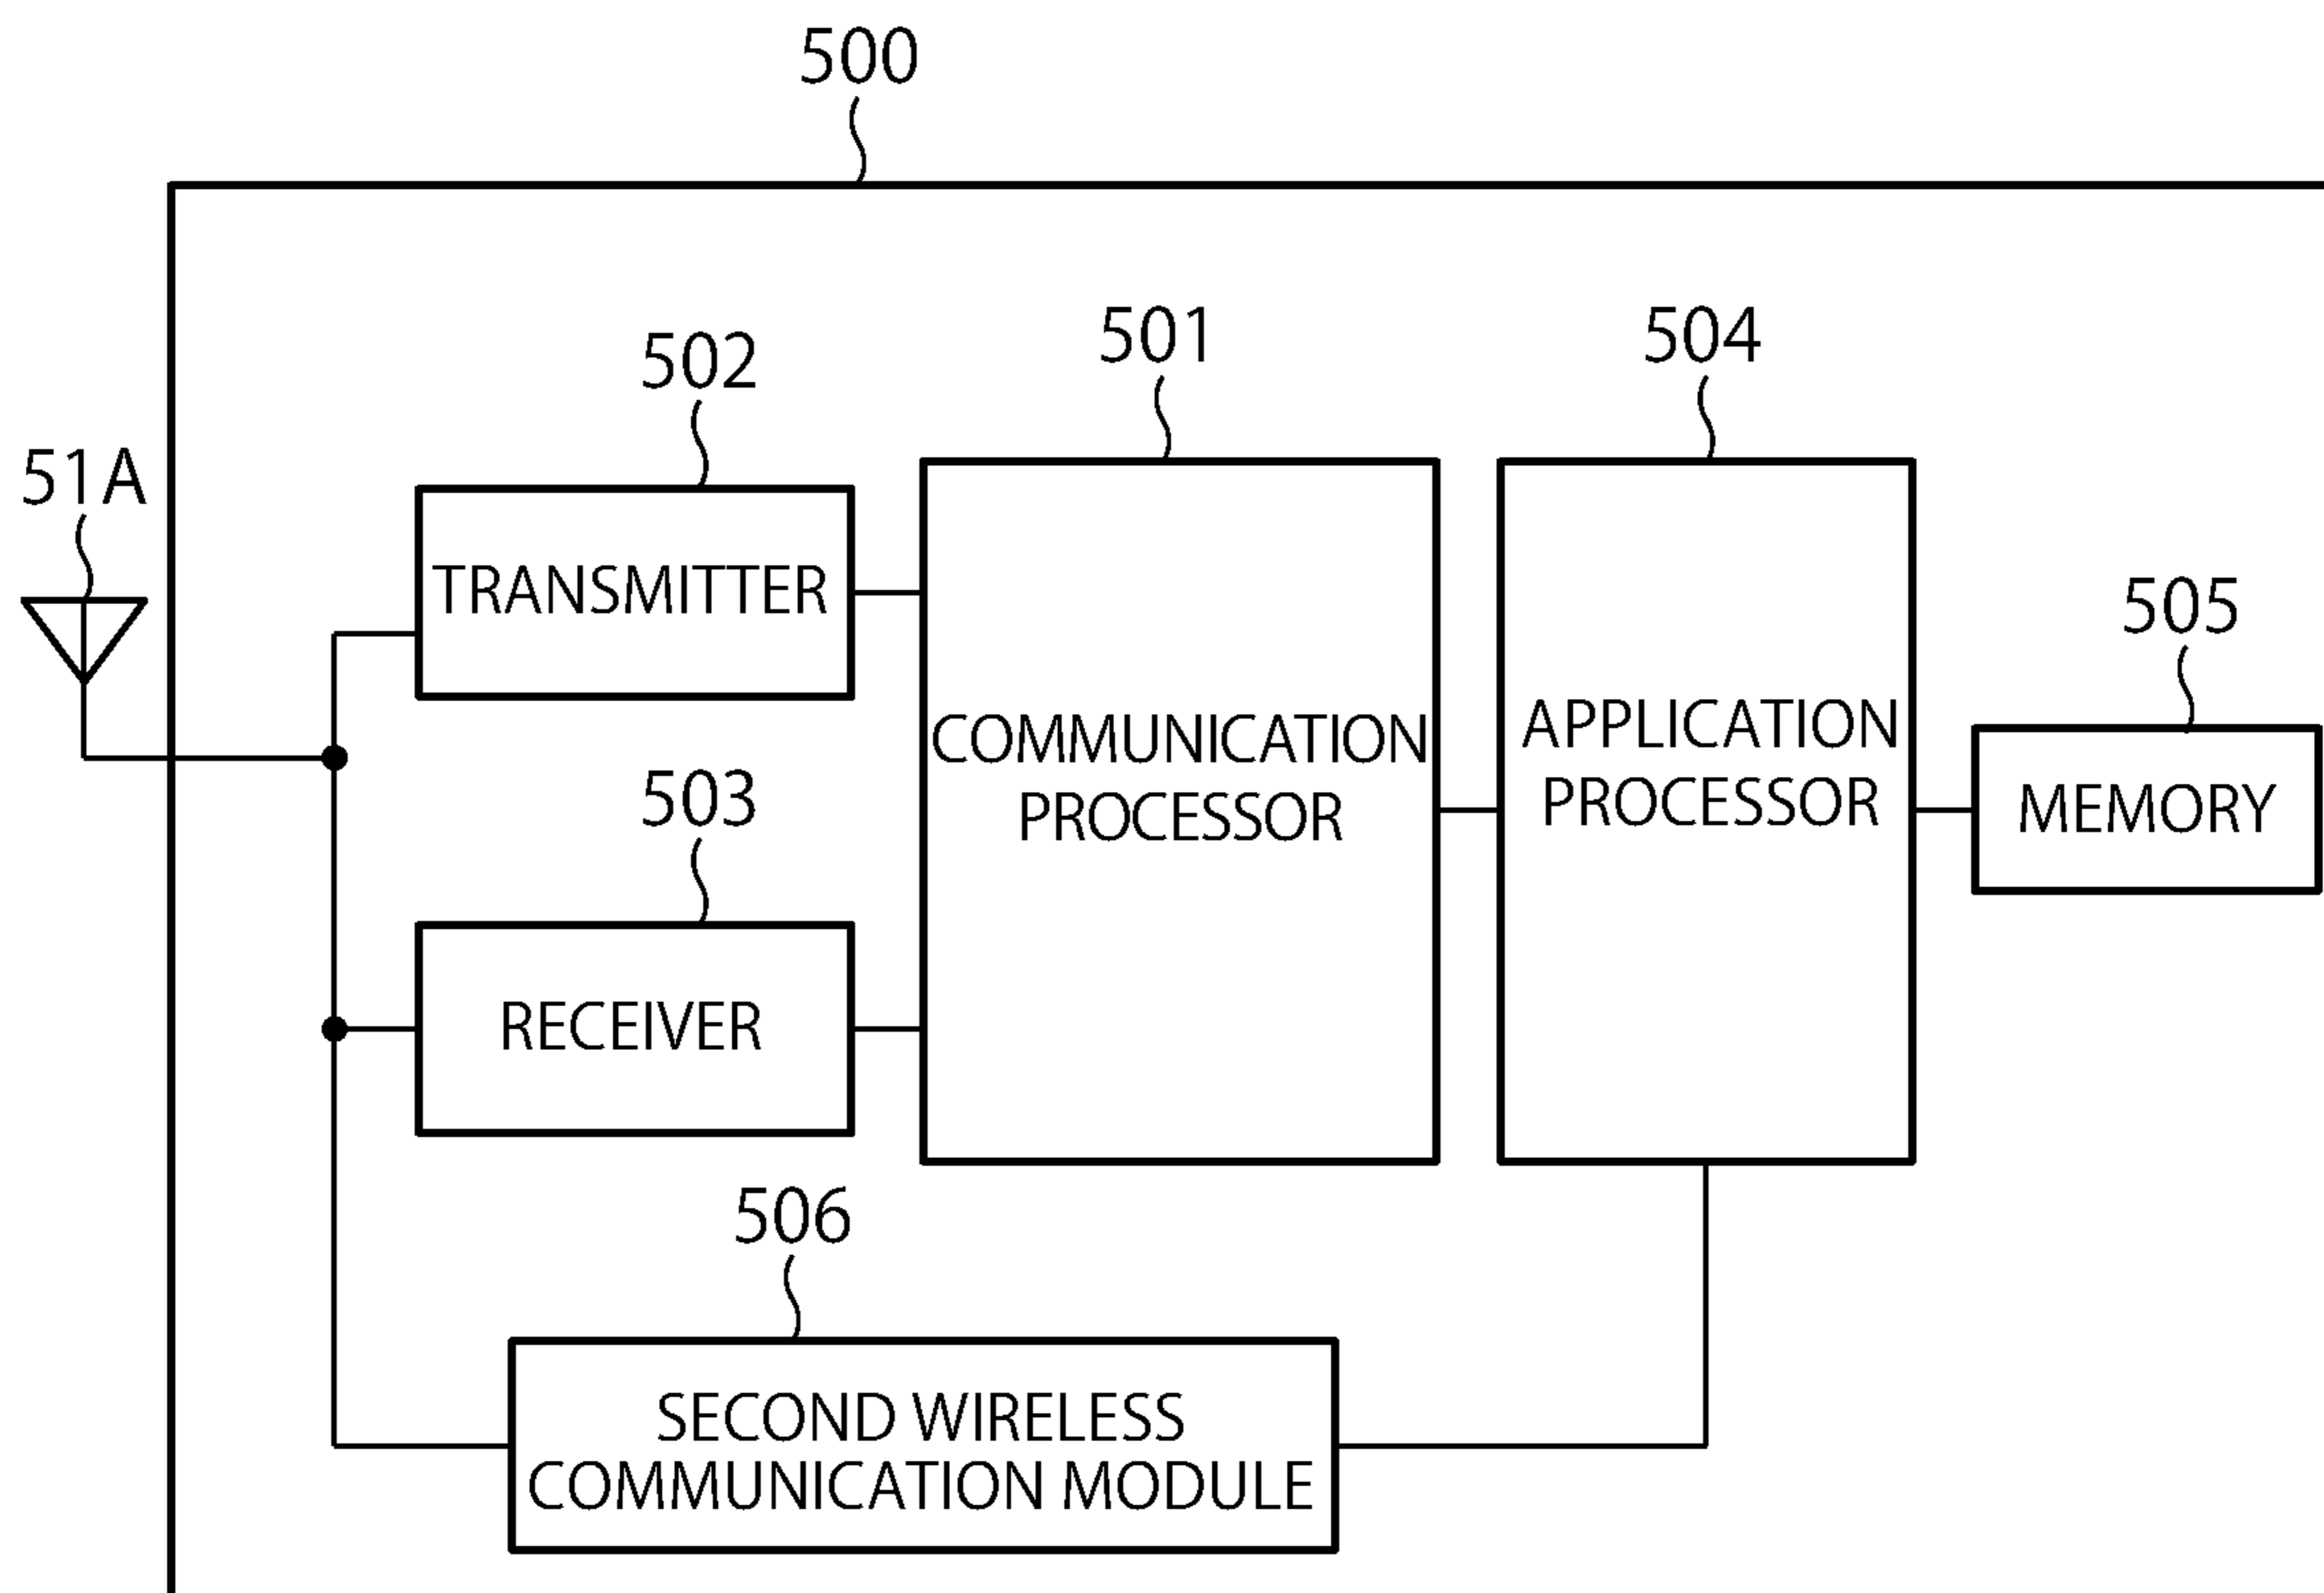 500
501
504
502
51A
TRANSMITTER
505
COMMUNICATION
PROCESSOR
APPLICATION
PROCESSOR
MEMORY
503
RECEIVER
506
SECOND WIRELESS
COMMUNICATION MODULE